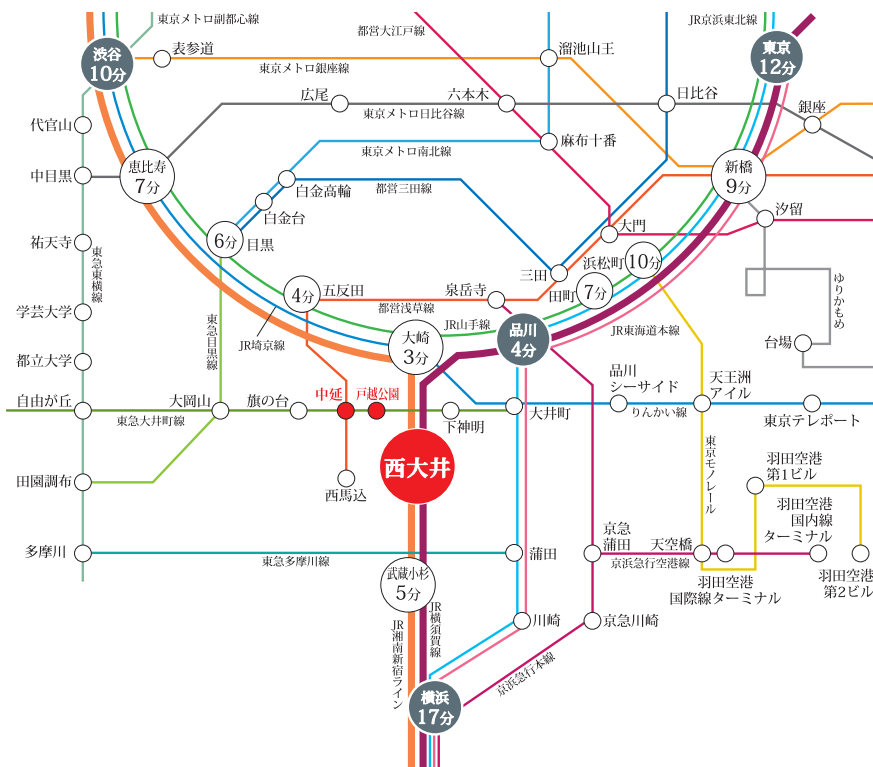 東京メトロ副都心線
都営大江戸線
JR京浜東北線
渋谷
10分
表参道
東京メトロ銀座線
溜池山王
東京
12分
広尾
六本木
日比谷
東京メトロ日比谷線
銀座
代官山
麻布十番
東京メトロ南北線
中目黒
恵比寿
7分
白金高輪
都営三田線
新橋
9分
白金台
汐留
祐天寺
6分
目黒
大門
東急東横線
浜松町
10分
三田
ゆりかもめ
五反田
4分
泉岳寺
田町
7分
学芸大学
都営浅草線
東急目黒線
JR山手線
品川
4分
JR東海道本線
JR埼京線
大崎
3分
台場
都立大学
品川
シーサイド
天王洲
アイル
自由が丘
大岡山
旗の台
中延
戸越公園
東急大井町線
下神明
大井町
りんかい線
東京テレポート
東京モノレール
西大井
田園調布
西馬込
羽田空港
第1ビル
羽田空港
国内線
ターミナル
多摩川
東急多摩川線
蒲田
京急
蒲田
天空橋
京浜急行空港線
羽田空港
国際線ターミナル
羽田空港
第2ビル
武蔵小杉
5分
JR横須賀線
JR湘南新宿ライン
川崎
京急川崎
京浜急行本線
横浜
17分